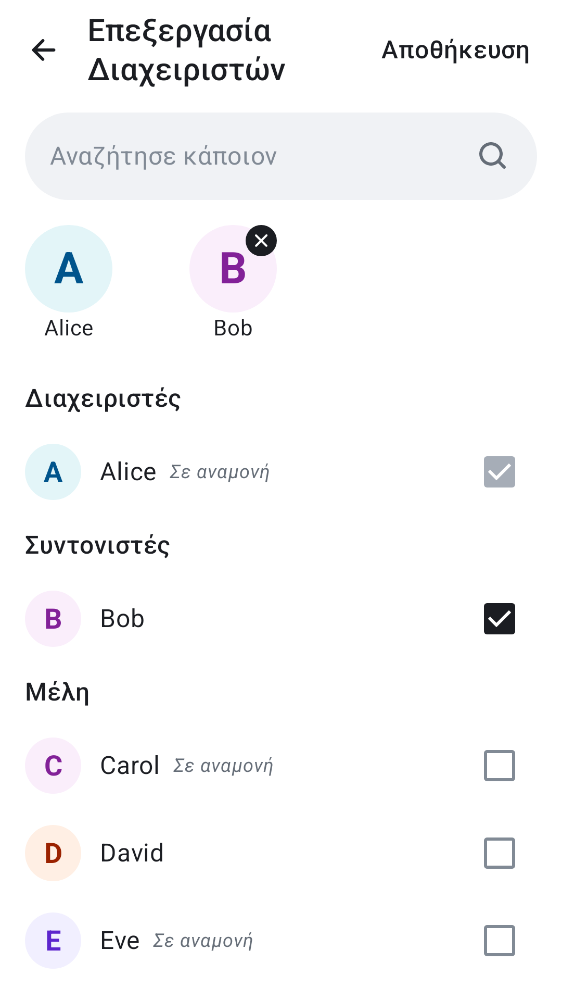 Επεξεργασία
Διαχειριστών
Αποθήκευση
Αναζήτησε κάποιον
A
B
Alice
Bob
Διαχειριστές
A Alice Σε αναμονή
Συντονιστές
B Bob
Μέλη
C Carol Σε αναμονή
D David
E Eve Σε αναμονή